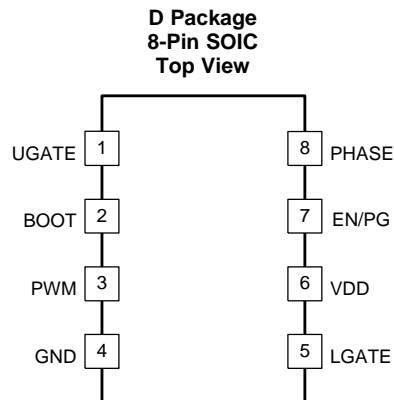 D Package
8-Pin SOIC
Top View
UGATE 1
8 PHASE
BOOT 2
7 EN/PG
PWM 3
6 VDD
GND 4
5 LGATE